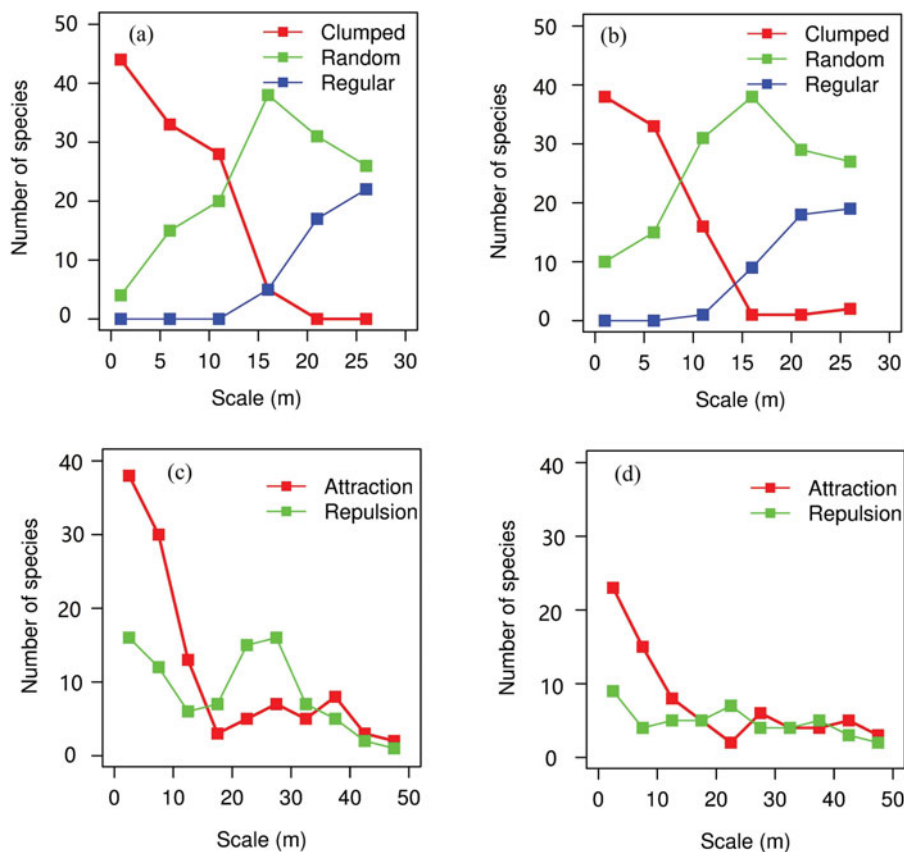 (a)
Clumped
Random
Regular
Number of species
50
40
30
20
10
0
0 5 10 15 20 25 30
Scale (m)
(b)
Clumped
Random
Regular
Number of species
50
40
30
20
10
0
0 5 10 15 20 25 30
Scale (m)
(c)
Attraction
Repulsion
Number of species
40
30
20
10
0
0 10 20 30 40 50
Scale (m)
(d)
Attraction
Repulsion
Number of species
40
30
20
10
0
0 10 20 30 40 50
Scale (m)